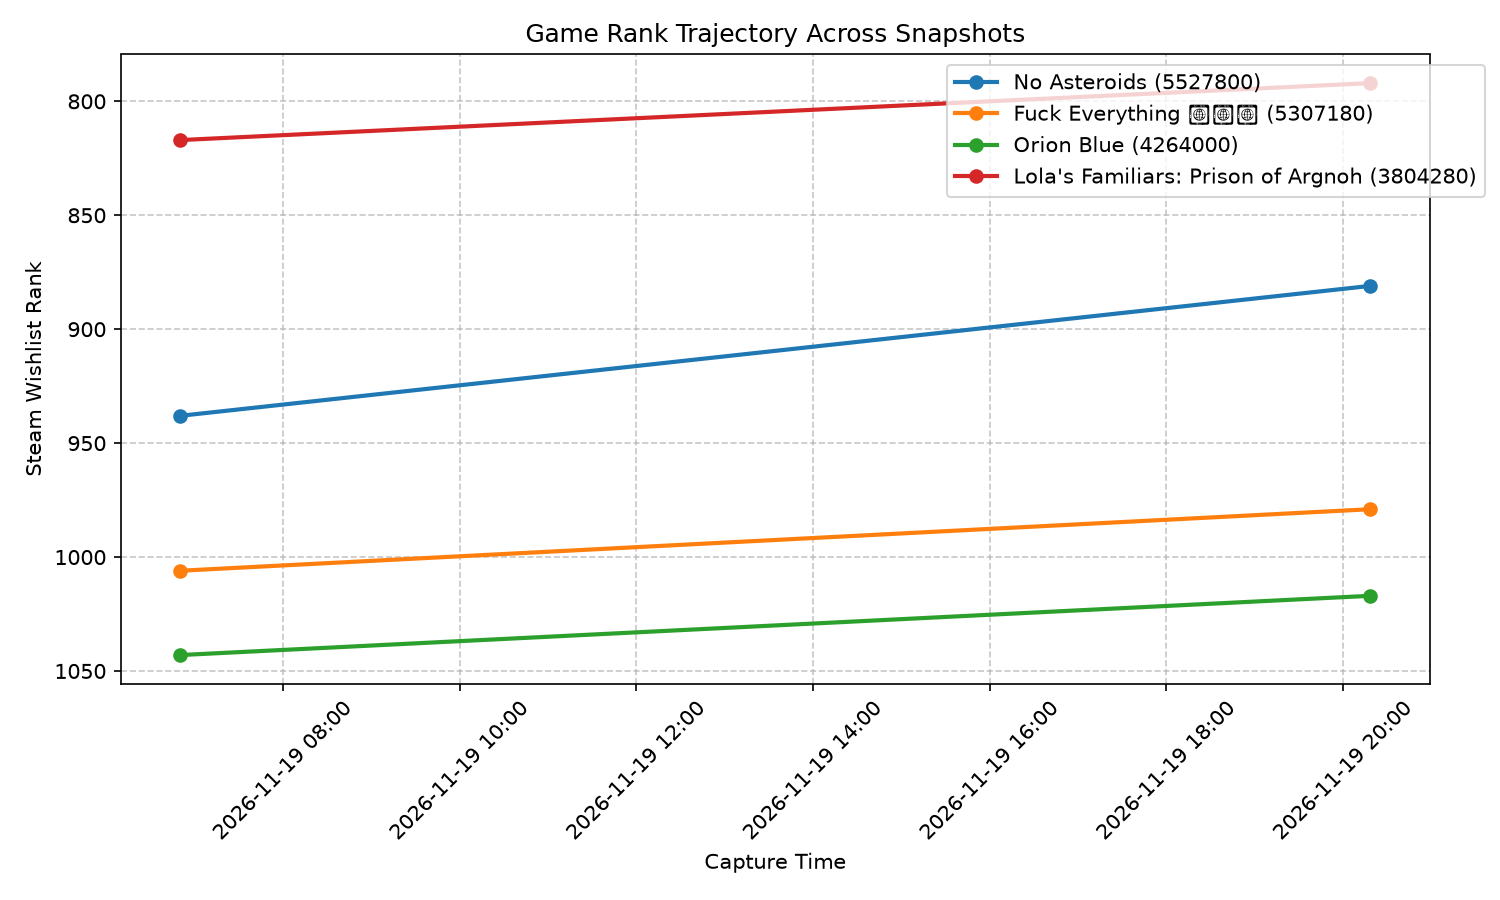 Game Rank Trajectory Across Snapshots
No Asteroids (5527800)
Fuck Everything (5307180)
Orion Blue (4264000)
Lola's Familiars: Prison of Argnoh (3804280)
Steam Wishlist Rank
800
850
900
950
1000
1050
2026-11-19 08:00
2026-11-19 10:00
2026-11-19 12:00
2026-11-19 14:00
2026-11-19 16:00
2026-11-19 18:00
2026-11-19 20:00
Capture Time